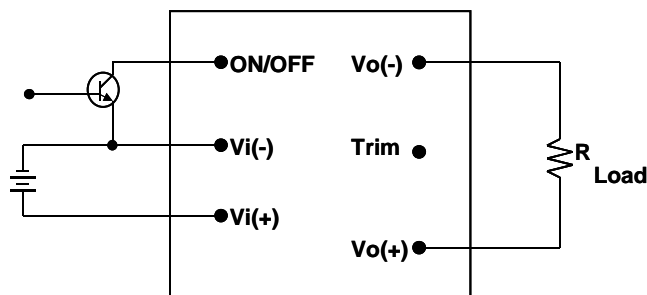 ON/OFF
Vo(-)
Vi(-)
Trim
R
Load
Vi(+)
Vo(+)